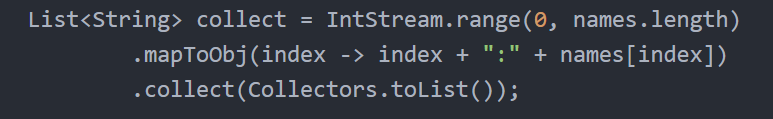 List<String> collect = IntStream.range(0, names.length)
.mapToObj(index -> index + ":" + names[index])
.collect(Collectors.toList());